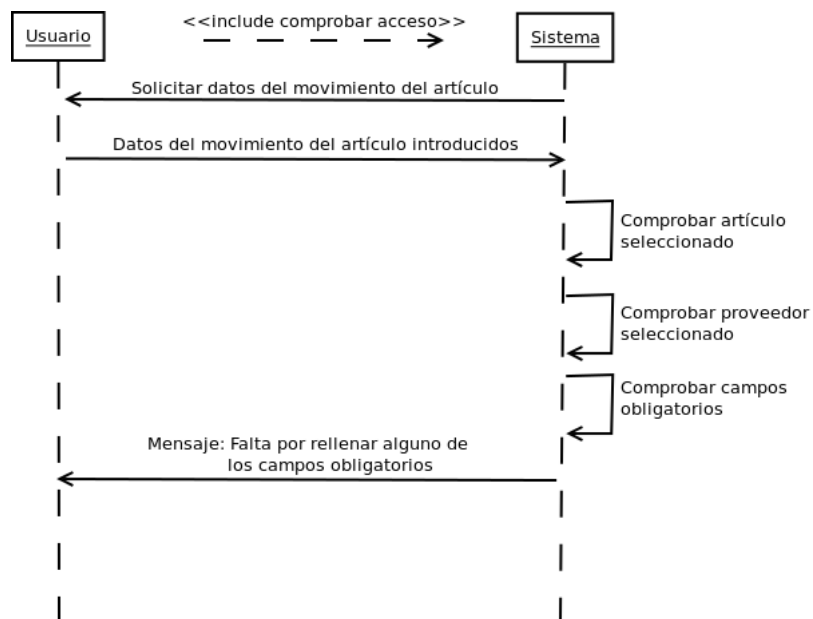 <<include comprobar acceso>>
Usuario
Sistema
Solicitar datos del movimiento del artículo
Datos del movimiento del artículo introducidos
Comprobar artículo
seleccionado
Comprobar proveedor
seleccionado
Comprobar campos
obligatorios
Mensaje: Falta por rellenar alguno de
los campos obligatorios